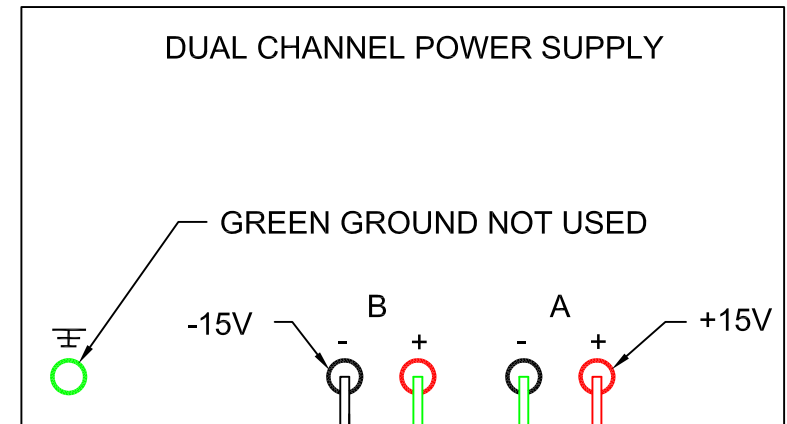 DUAL CHANNEL POWER SUPPLY
GREEN GROUND NOT USED
B A
-15V +15V
- + - +